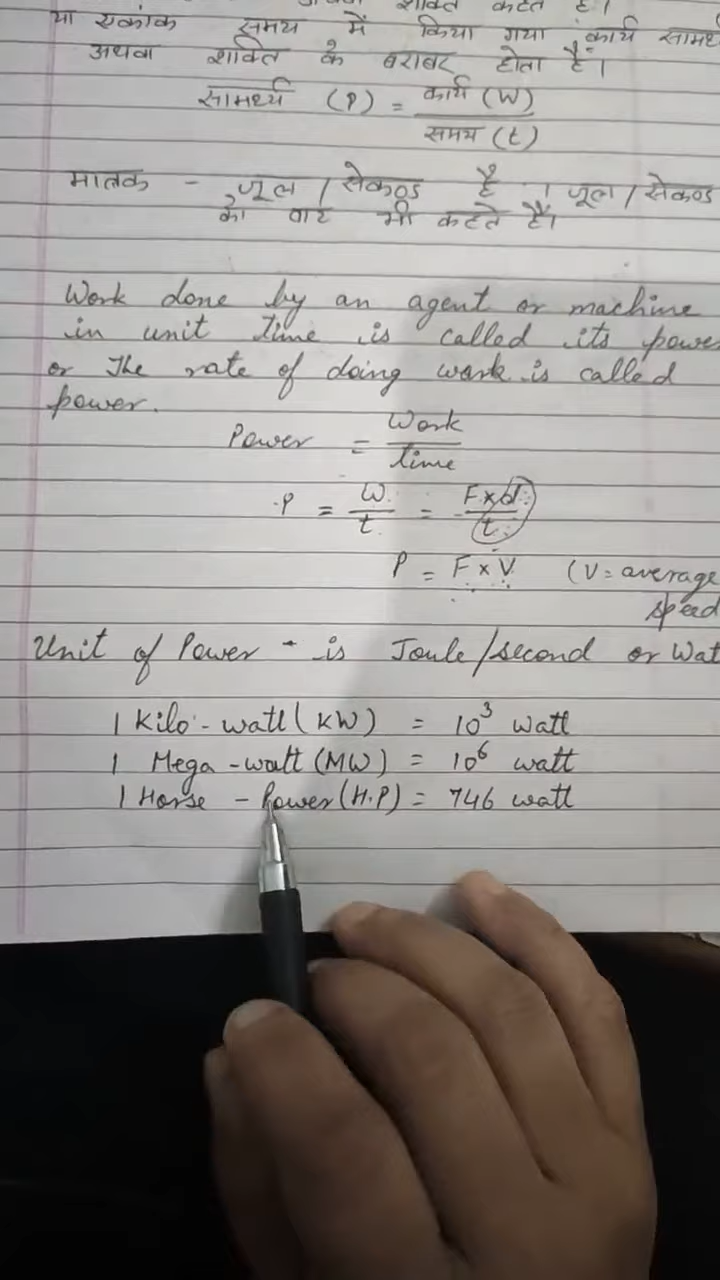 शक्ति कहते है।
या एकांक समय में किया गया कार्य सामर्थ
अथवा शक्ति के बराबर होता है।
सामर्थ्य (P) = कार्य (W) / समय (t)
मात्रक - जूल / सेकण्ड है । जूल / सेकण्ड
को वाट भी कहते है।
Work done by an agent or machine
in unit time is called its power
or The rate of doing work is called
power.
Power = Work / time
P = W / t = F x d / t
P = F x V (V = average
speed
Unit of Power - is Joule/second or Wat
1 Kilo - watt (KW) = 10³ watt
1 Mega - watt (MW) = 10⁶ watt
1 Horse - Power (H.P) = 746 watt